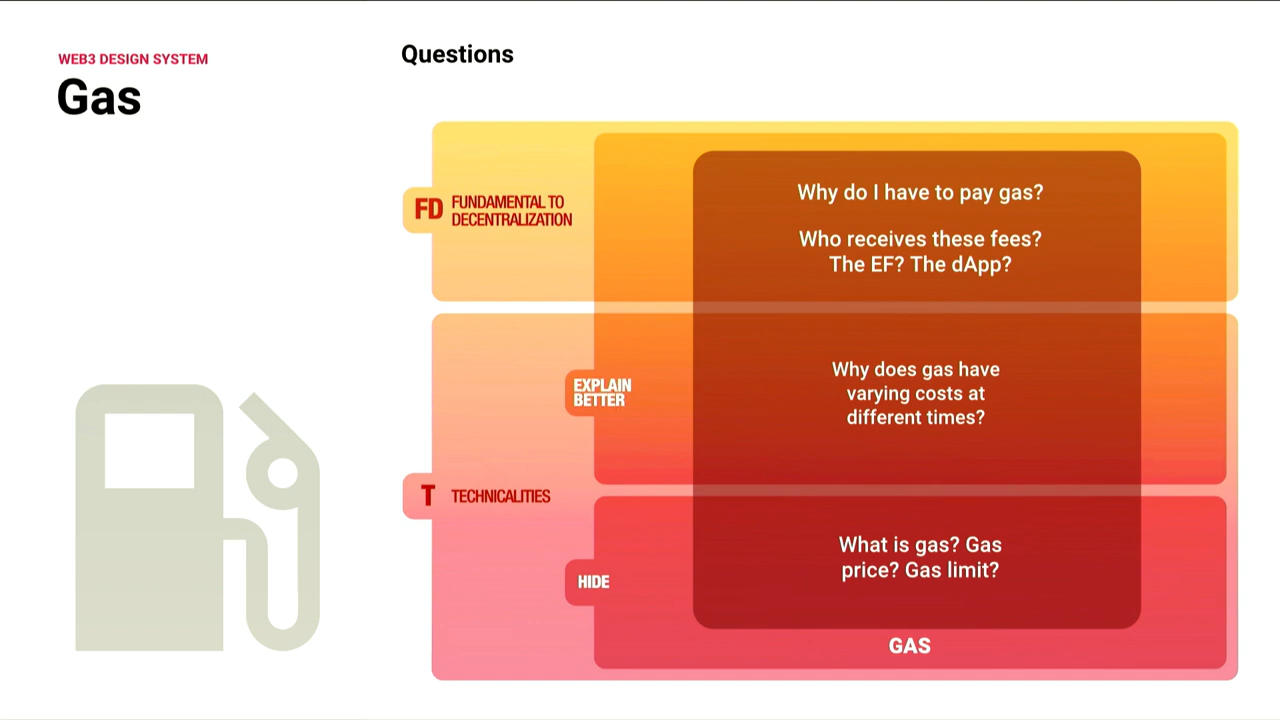 WEB3 DESIGN SYSTEM
Gas
Questions
FD
FUNDAMENTAL TO
DECENTRALIZATION
Why do I have to pay gas?
Who receives these fees?
The EF? The dApp?
EXPLAIN
BETTER
Why does gas have
varying costs at
different times?
T
TECHNICALITIES
HIDE
What is gas? Gas
price? Gas limit?
GAS